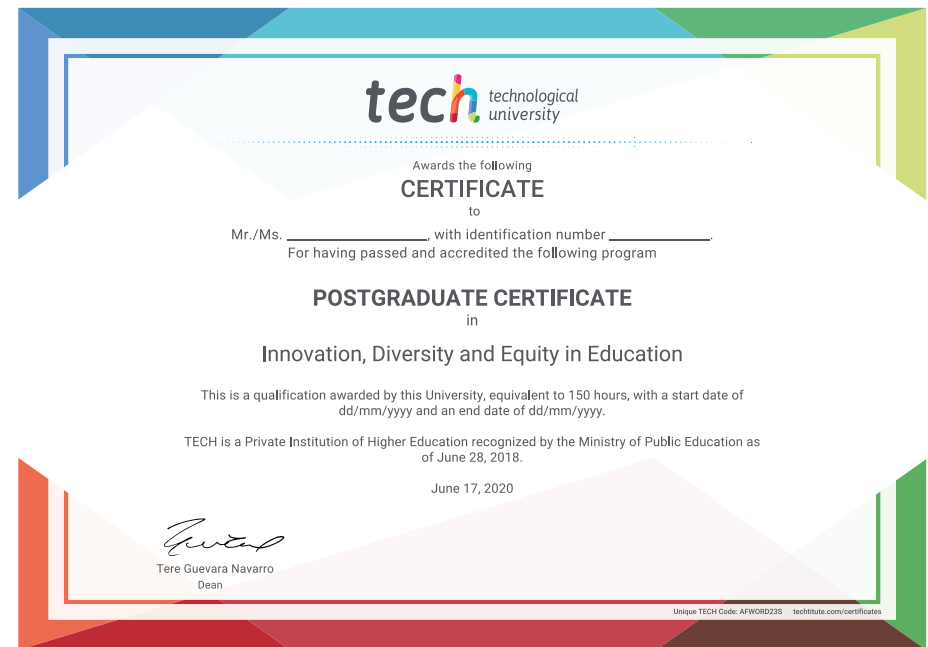 tech technological
university
Awards the following
CERTIFICATE
to
Mr./Ms. ____________________, with identification number ______________.
For having passed and accredited the following program
POSTGRADUATE CERTIFICATE
in
Innovation, Diversity and Equity in Education
This is a qualification awarded by this University, equivalent to 150 hours, with a start date of
dd/mm/yyyy and an end date of dd/mm/yyyy.
TECH is a Private Institution of Higher Education recognized by the Ministry of Public Education as
of June 28, 2018.
June 17, 2020
Tere Guevara Navarro
Dean
Unique TECH Code: AFWORD23S techtitute.com/certificates